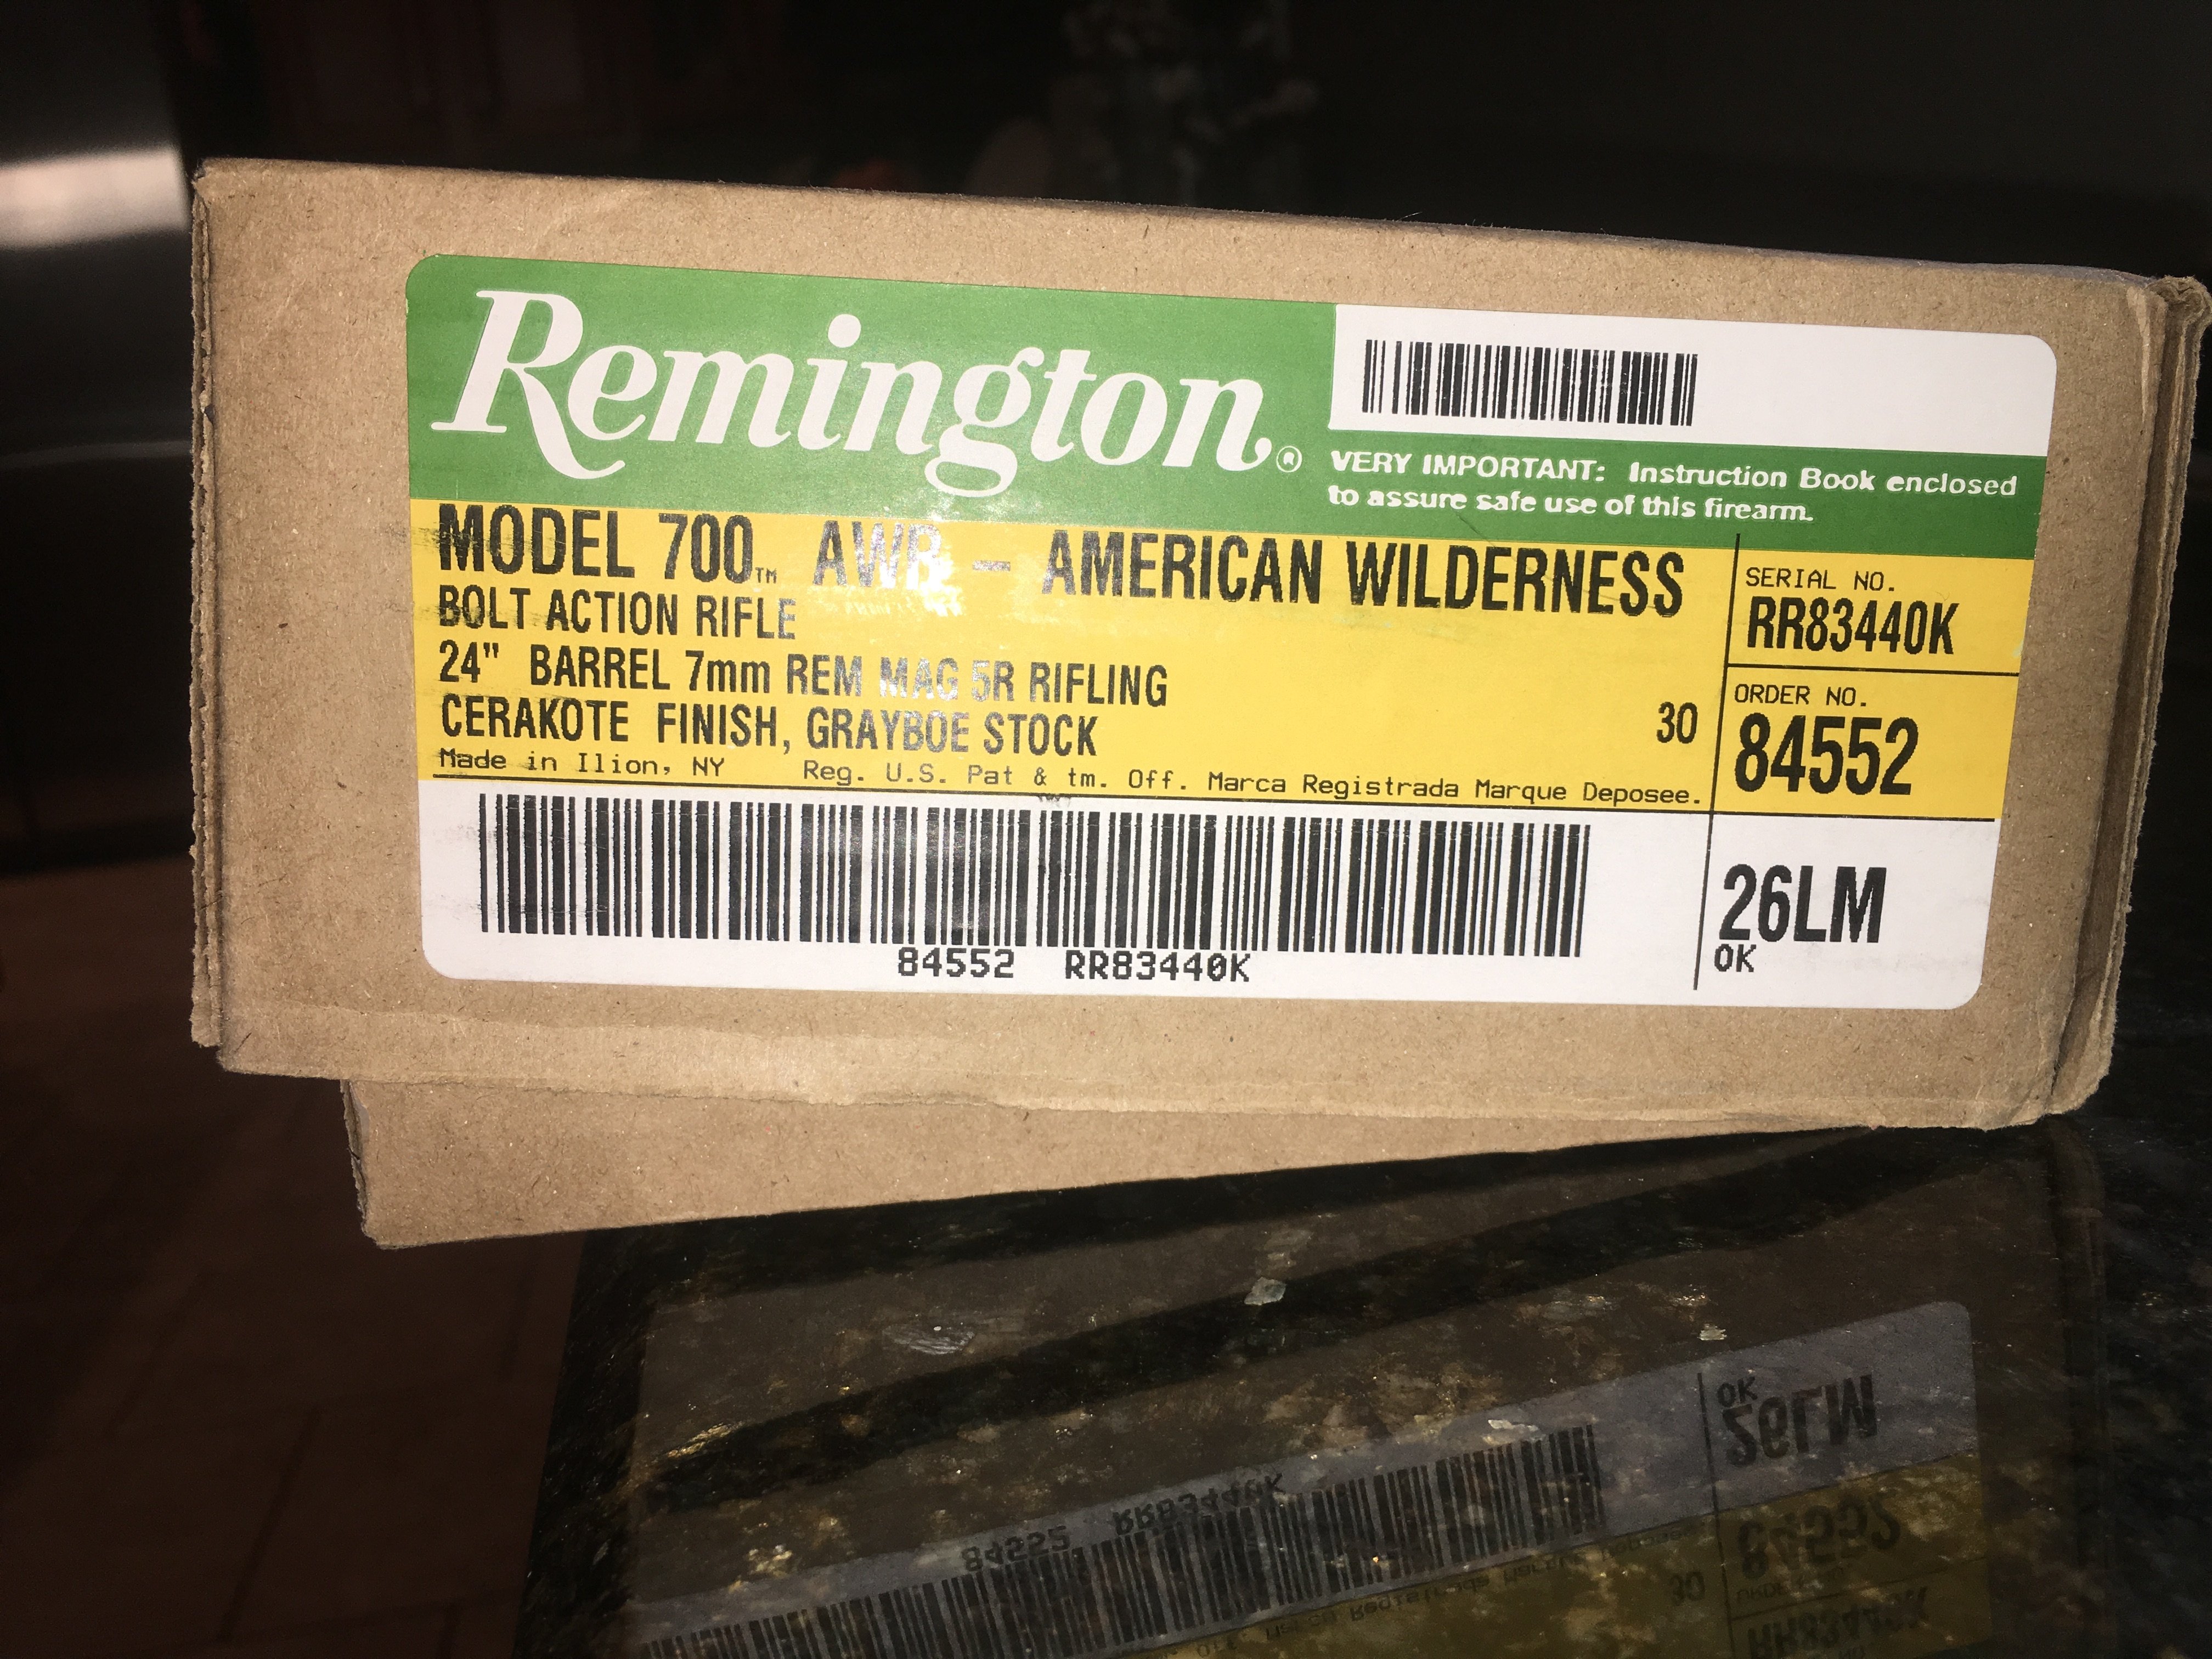 Remington®
VERY IMPORTANT: Instruction Book enclosed
to assure safe use of this firearm.
MODEL 700™ AWR - AMERICAN WILDERNESS
BOLT ACTION RIFLE
24" BARREL 7mm REM MAG 5R RIFLING
CERAKOTE FINISH, GRAYBOE STOCK
30
Made in Ilion, NY Reg. U.S. Pat & tm. Off. Marca Registrada Marque Deposee.
SERIAL NO.
RR83440K
ORDER NO.
84552
84552 RR83440K
26LM
OK